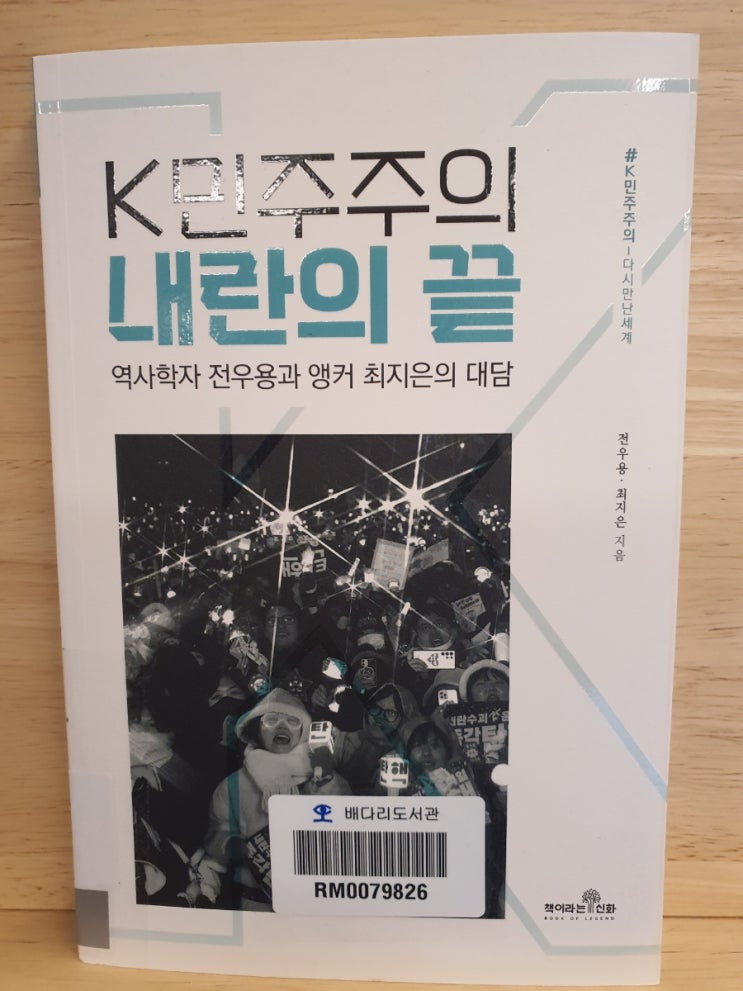 K민주주의
내란의 끝
역사학자 전우용과 앵커 최지은의 대담
#K민주주의-다시만난세계
전우용·최지은 지음
탄
탄핵
배다리도서관
RM0079826
책이라는신화
BOOK OF LEGEND